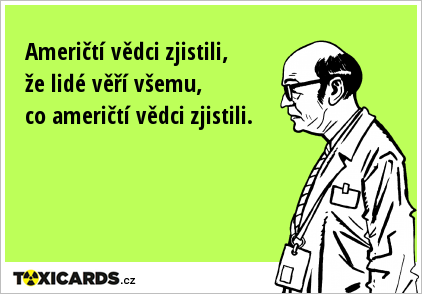 Američtí vědci zjistili,
že lidé věří všemu,
co američtí vědci zjistili.
TOXICARDS.cz